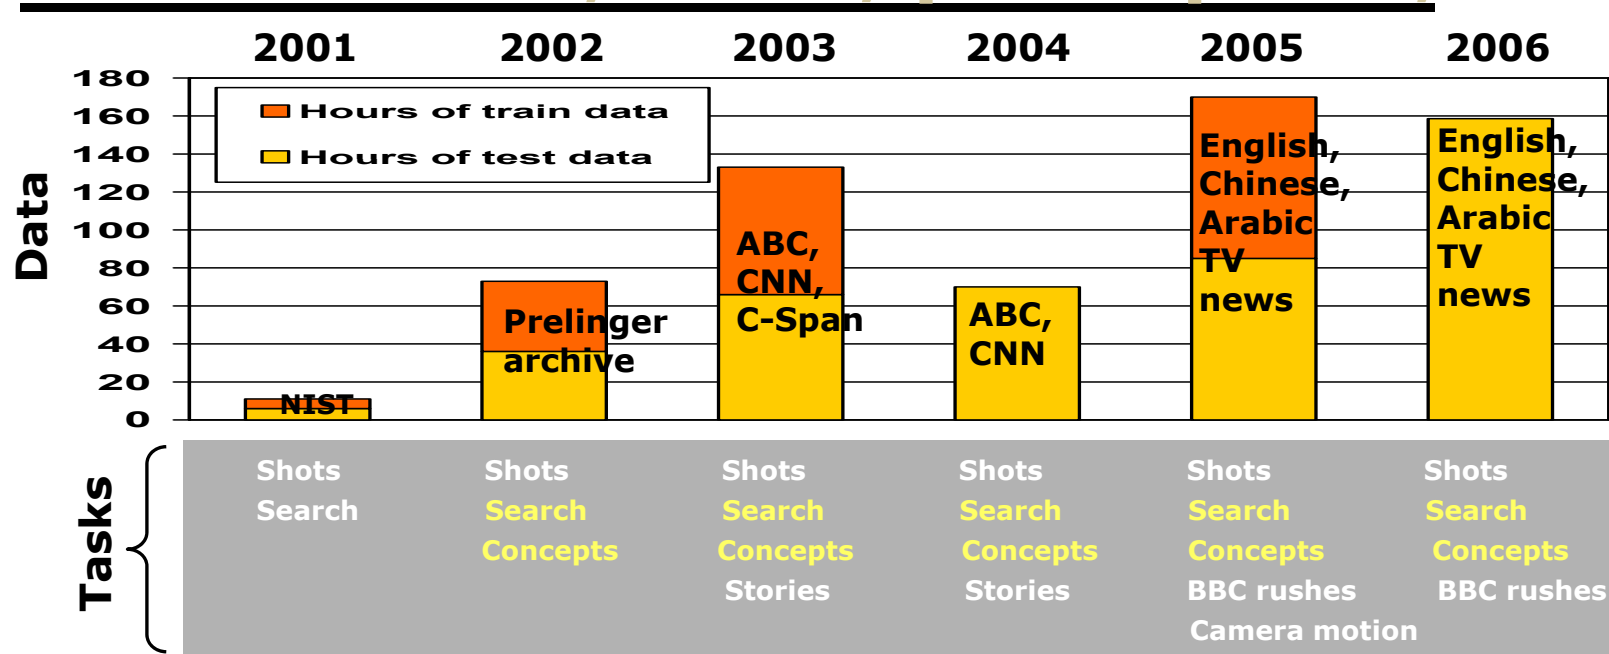 2001 2002 2003 2004 2005 2006
Data
180
160
140
120
100
80
60
40
20
0
Hours of train data
Hours of test data
NIST
Prelinger
archive
ABC,
CNN,
C-Span
ABC,
CNN
English,
Chinese,
Arabic
TV
news
English,
Chinese,
Arabic
TV
news
Tasks
Shots Shots Shots Shots Shots Shots
Search Search Search Search Search Search
Concepts Concepts Concepts Concepts Concepts
Stories Stories BBC rushes BBC rushes
Camera motion